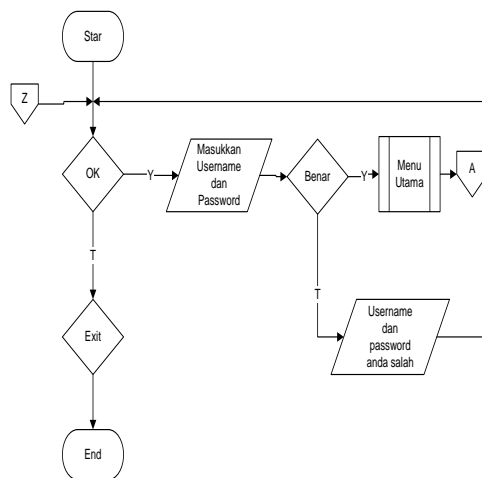 Star
Z
OK
Y
Masukkan
Username
dan
Password
Benar
Y
Menu
Utama
A
T
T
Exit
Username
dan
password
anda salah
End